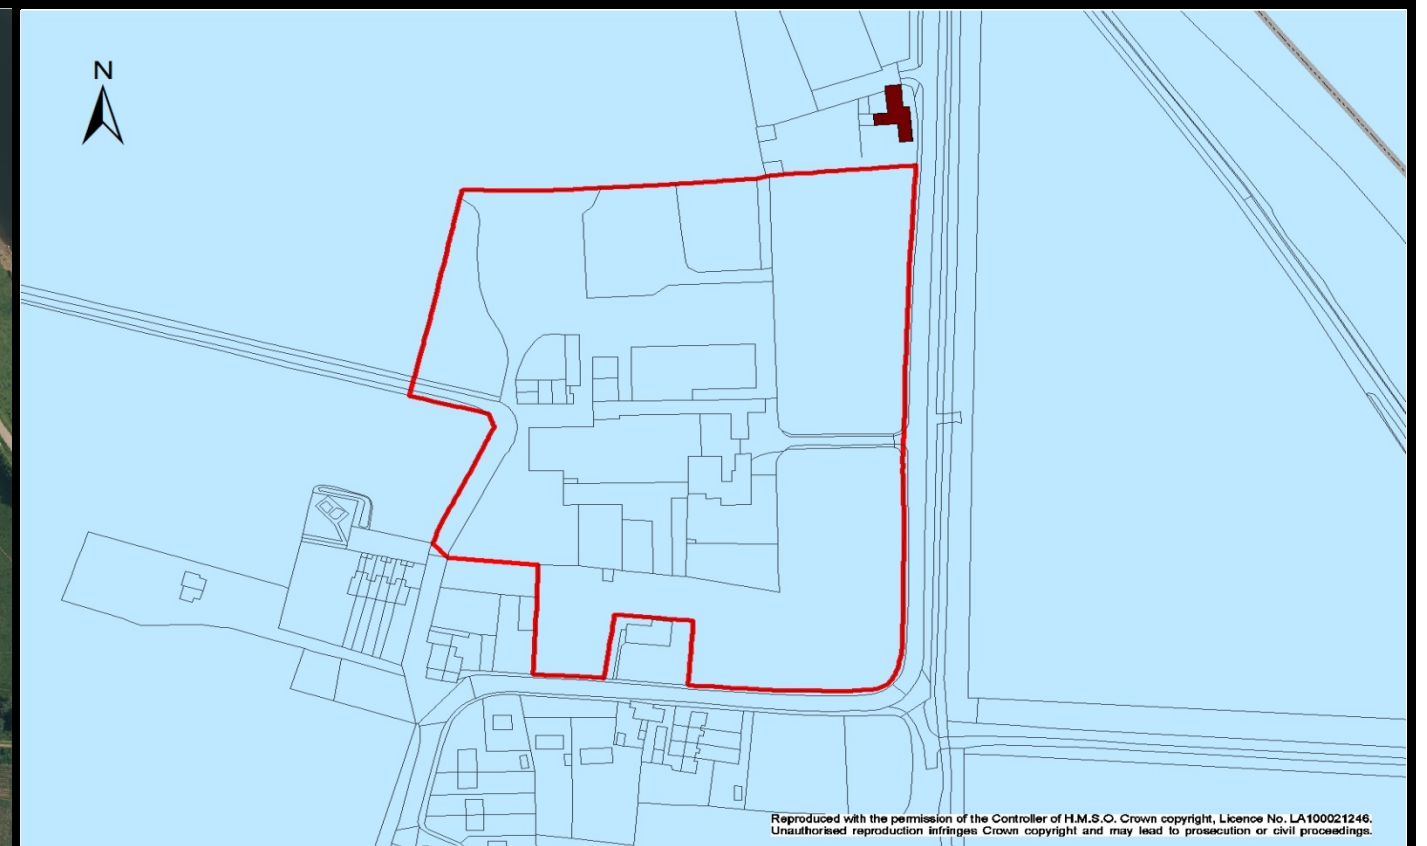 N
Reproduced with the permission of the Controller of H.M.S.O. Crown copyright, Licence No. LA100021246.
Unauthorised reproduction infringes Crown copyright and may lead to prosecution or civil proceedings.